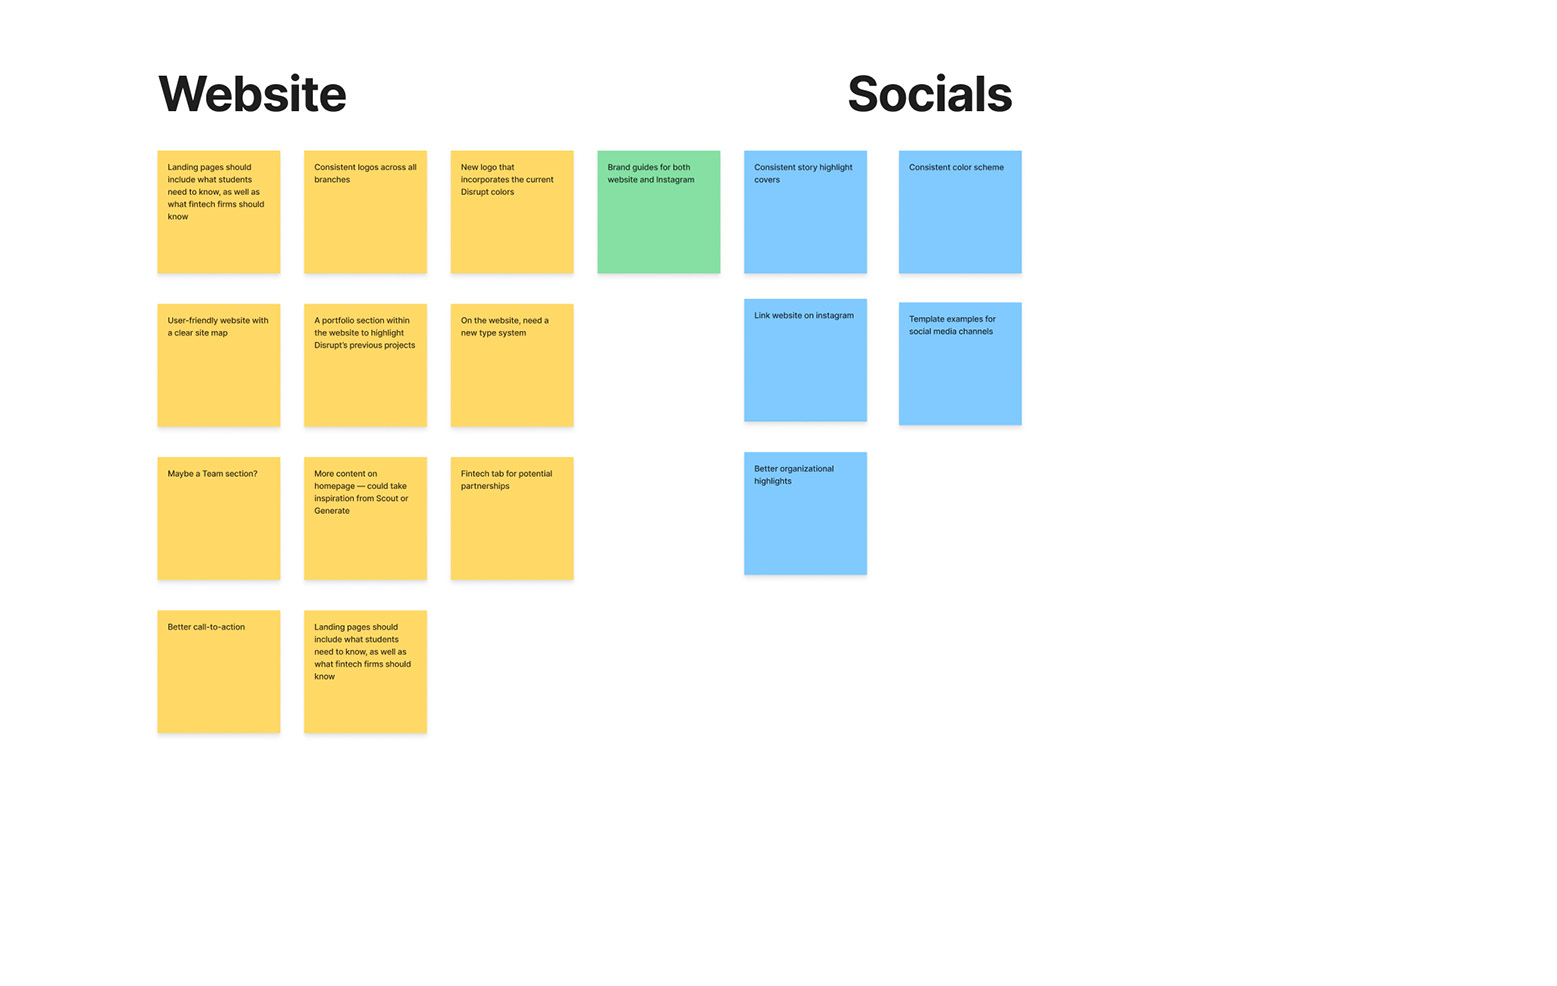 Website
Socials
Landing pages should
include what students
need to know, as well as
what fintech firms should
know
Consistent logos across all
branches
New logo that
incorporates the current
Disrupt colors
Brand guides for both
website and Instagram
Consistent story highlight
covers
Consistent color scheme
User-friendly website with
a clear site map
A portfolio section within
the website to highlight
Disrupt's previous projects
On the website, need a
new type system
Link website on instagram
Template examples for
social media channels
Maybe a Team section?
More content on
homepage — could take
inspiration from Scout or
Generate
Fintech tab for potential
partnerships
Better organizational
highlights
Better call-to-action
Landing pages should
include what students
need to know, as well as
what fintech firms should
know